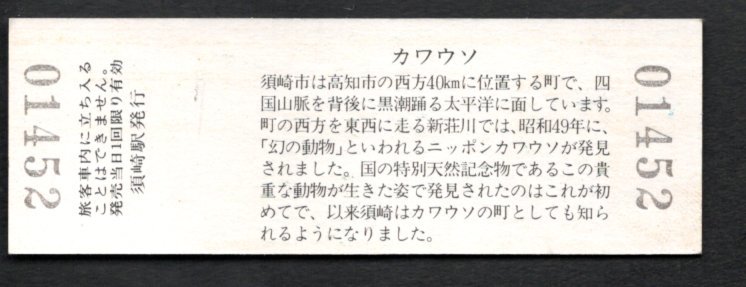 01452
旅客車内に立ち入る
ことはできません。
発売当日1回限り有効
須崎駅発行
カワウソ
須崎市は高知市の西方40kmに位置する町で、四
国山脈を背後に黒潮踊る太平洋に面しています。
町の西方を東西に走る新荘川では、昭和49年に、
「幻の動物」といわれるニッポンカワウソが発見
されました。国の特別天然記念物であるこの貴
重な動物が生きた姿で発見されたのはこれが初
めてで、以来須崎はカワウソの町としても知ら
れるようになりました。
01452